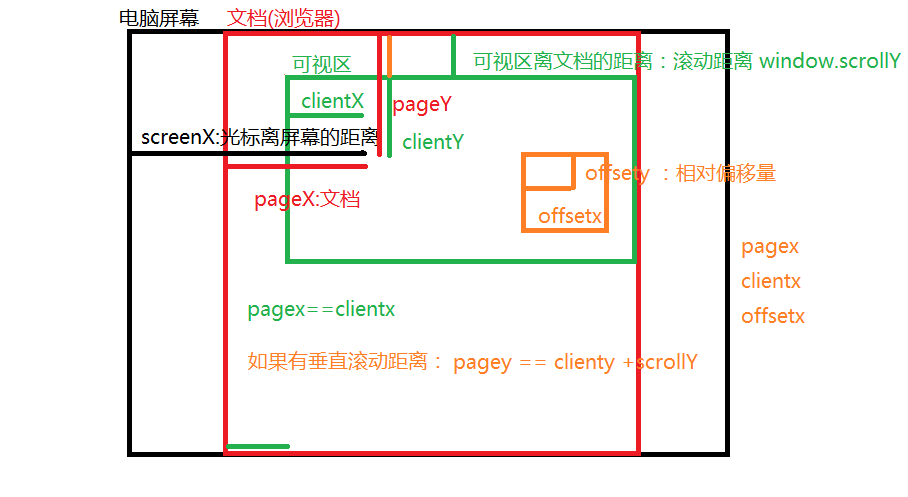 电脑屏幕
文档(浏览器)
可视区
可视区离文档的距离：滚动距离 window.scrollY
clientX
pageY
screenX:光标离屏幕的距离
clientY
offsety ：相对偏移量
pageX:文档
offsetx
pagex
clientx
offsetx
pagex==clientx
如果有垂直滚动距离： pagey == clienty +scrollY